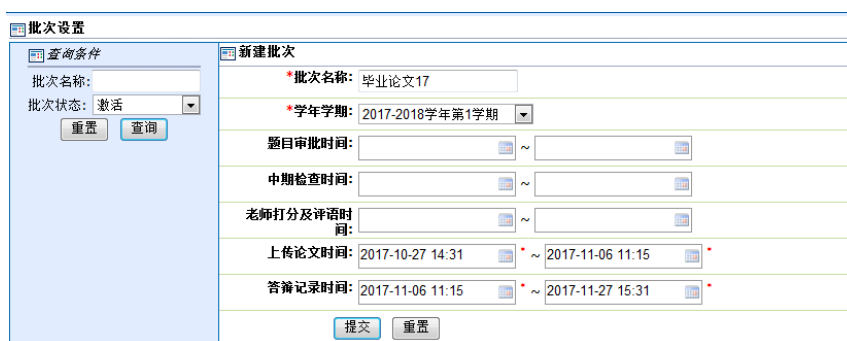 批次设置
查询条件
批次名称:
批次状态: 激活
重置 查询
新建批次
*批次名称: 毕业论文17
*学年学期: 2017-2018学年第1学期
题目审批时间: ~
中期检查时间: ~
老师打分及评语时
间: ~
上传论文时间: 2017-10-27 14:31 * ~ 2017-11-06 11:15 *
答辩记录时间: 2017-11-06 11:15 * ~ 2017-11-27 15:31 *
提交 重置